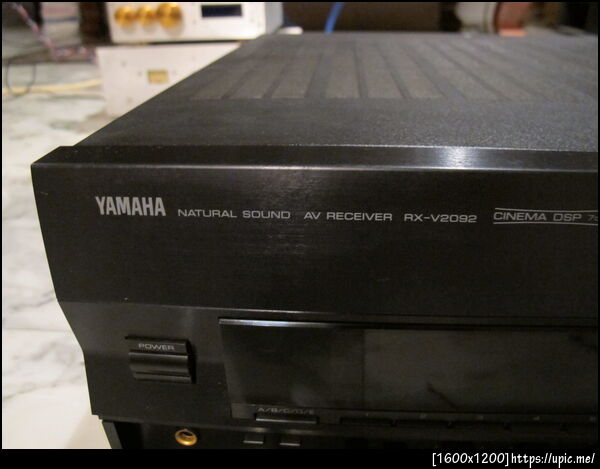 YAMAHA NATURAL SOUND AV RECEIVER RX-V2092 CINEMA DSP
POWER
A/B/C/D/E
[1600x1200]https://upic.me/